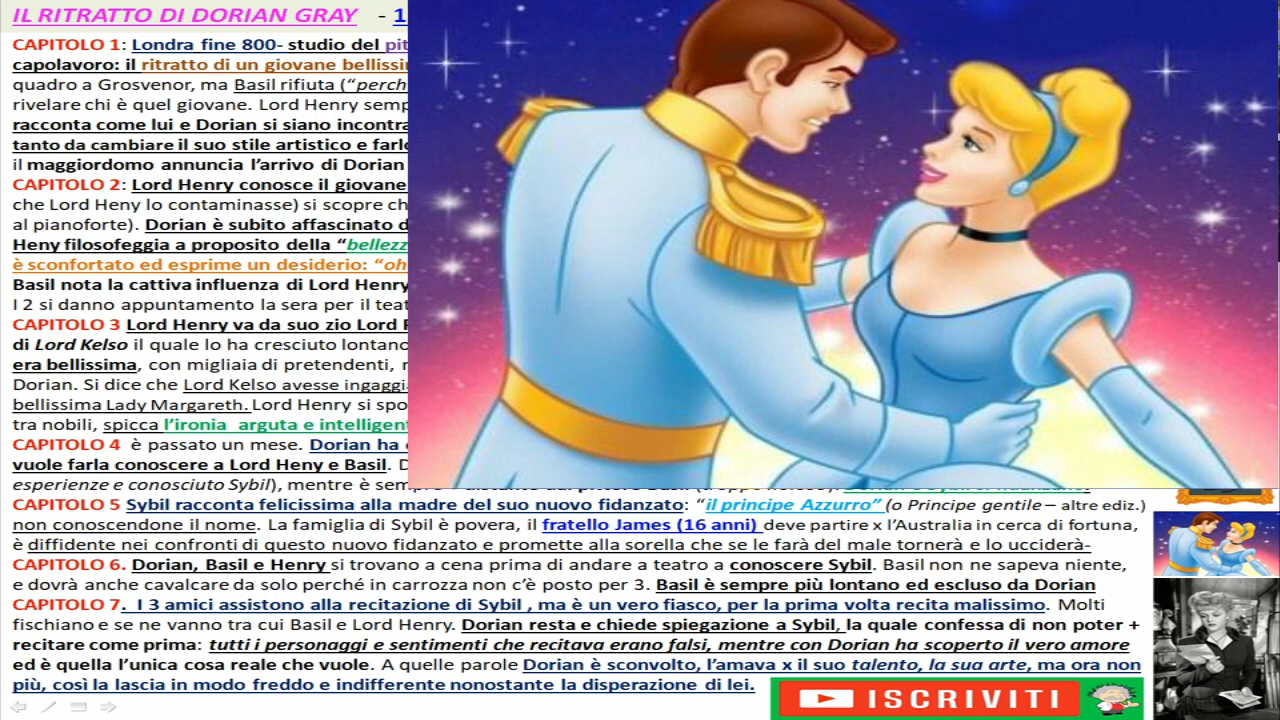 IL RITRATTO DI DORIAN GRAY - 1
CAPITOLO 1: Londra fine 800- studio del pit
capolavoro: il ritratto di un giovane bellissi
quadro a Grosvenor, ma Basil rifiuta (“perch
rivelare chi è quel giovane. Lord Henry semp
racconta come lui e Dorian si siano incontra
tanto da cambiare il suo stile artistico e farlo
il maggiordomo annuncia l’arrivo di Dorian
CAPITOLO 2: Lord Henry conosce il giovane
che Lord Heny lo contaminasse) si scopre ch
al pianoforte). Dorian è subito affascinato d
Heny filosofeggia a proposito della “bellezz
è sconfortato ed esprime un desiderio: “oh
Basil nota la cattiva influenza di Lord Henry
I 2 si danno appuntamento la sera per il teat
CAPITOLO 3 Lord Henry va da suo zio Lord F
di Lord Kelso il quale lo ha cresciuto lontano
era bellissima, con migliaia di pretendenti, r
Dorian. Si dice che Lord Kelso avesse ingaggia
bellissima Lady Margareth. Lord Henry si spo
tra nobili, spicca l’ironia arguta e intelligent
CAPITOLO 4 è passato un mese. Dorian ha
vuole farla conoscere a Lord Heny e Basil. D
esperienze e conosciuto Sybil), mentre è sempre
CAPITOLO 5 Sybil racconta felicissima alla madre del suo nuovo fidanzato: “il principe Azzurro” (o Principe gentile – altre ediz.)
non conoscendone il nome. La famiglia di Sybil è povera, il fratello James (16 anni) deve partire x l’Australia in cerca di fortuna,
è diffidente nei confronti di questo nuovo fidanzato e promette alla sorella che se le farà del male tornerà e lo ucciderà-
CAPITOLO 6. Dorian, Basil e Henry si trovano a cena prima di andare a teatro a conoscere Sybil. Basil non ne sapeva niente,
e dovrà anche cavalcare da solo perché in carrozza non c’è posto per 3. Basil è sempre più lontano ed escluso da Dorian
CAPITOLO 7. I 3 amici assistono alla recitazione di Sybil , ma è un vero fiasco, per la prima volta recita malissimo. Molti
fischiano e se ne vanno tra cui Basil e Lord Henry. Dorian resta e chiede spiegazione a Sybil, la quale confessa di non poter +
recitare come prima: tutti i personaggi e sentimenti che recitava erano falsi, mentre con Dorian ha scoperto il vero amore
ed è quella l’unica cosa reale che vuole. A quelle parole Dorian è sconvolto, l’amava x il suo talento, la sua arte, ma ora non
più, così la lascia in modo freddo e indifferente nonostante la disperazione di lei.
ISCRIVITI